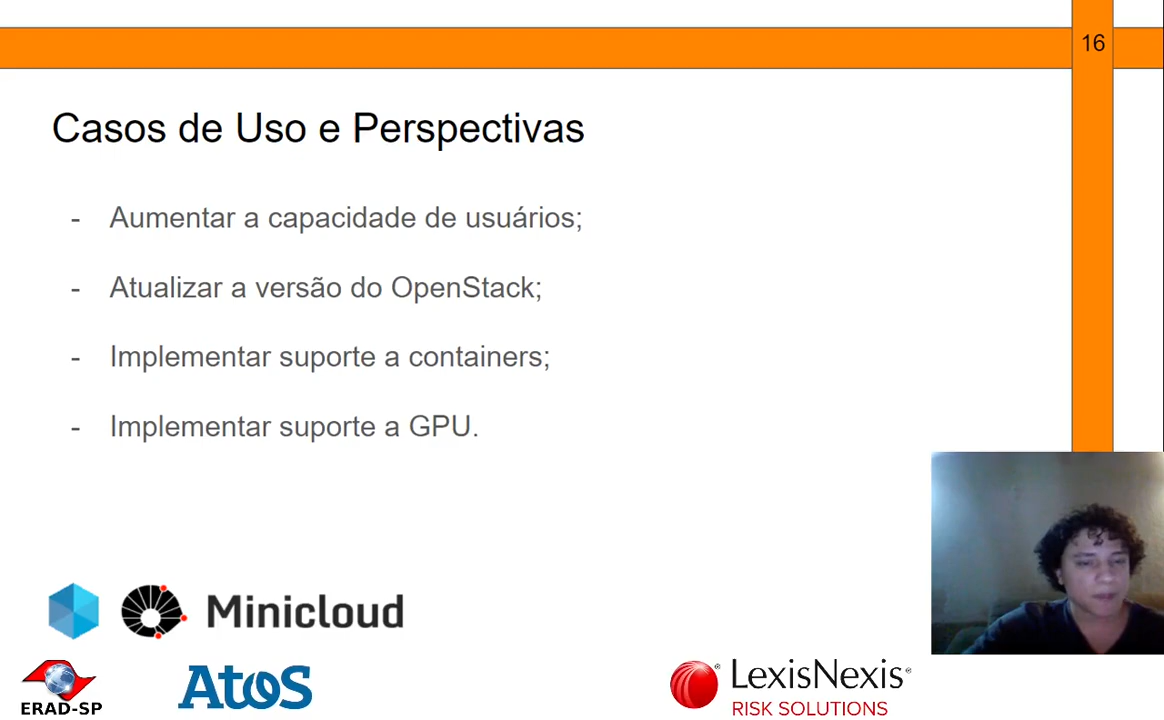 16
Casos de Uso e Perspectivas
- Aumentar a capacidade de usuários;
- Atualizar a versão do OpenStack;
- Implementar suporte a containers;
- Implementar suporte a GPU.
Minicloud
ERAD-SP
Atos
LexisNexis®
RISK SOLUTIONS